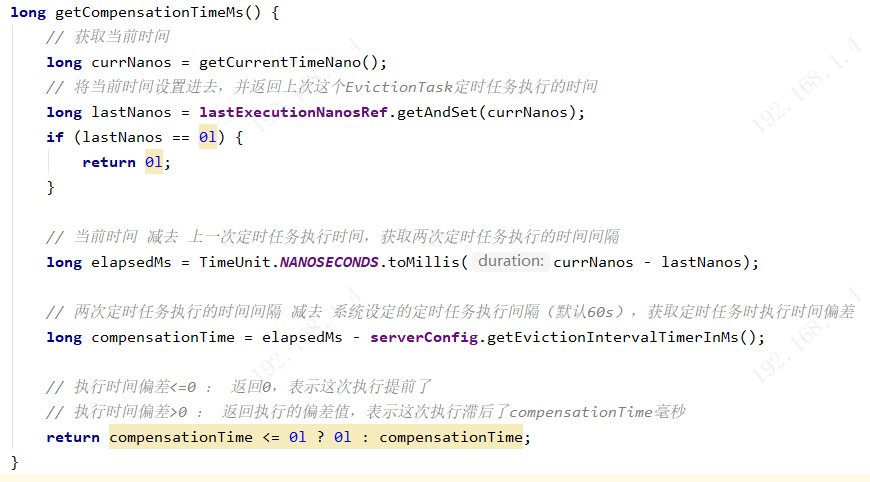 long getCompensationTimeMs() {
// 获取当前时间
long currNanos = getCurrentTimeNano();
// 将当前时间设置进去，并返回上次这个EvictionTask定时任务执行的时间
long lastNanos = lastExecutionNanosRef.getAndSet(currNanos);
if (lastNanos == 0l) {
return 0l;
}
// 当前时间 减去 上一次定时任务执行时间，获取两次定时任务执行的时间间隔
long elapsedMs = TimeUnit.NANOSECONDS.toMillis( duration: currNanos - lastNanos);
// 两次定时任务执行的时间间隔 减去 系统设定的定时任务执行间隔（默认60s），获取定时任务时执行时间偏差
long compensationTime = elapsedMs - serverConfig.getEvictionIntervalTimerInMs();
// 执行时间偏差<=0 ： 返回0，表示这次执行提前了
// 执行时间偏差>0 ： 返回执行的偏差值，表示这次执行滞后了compensationTime毫秒
return compensationTime <= 0l ? 0l : compensationTime;
}
192.168.1.4
192.168.1.4
192.168.1.4
192.168.1.4